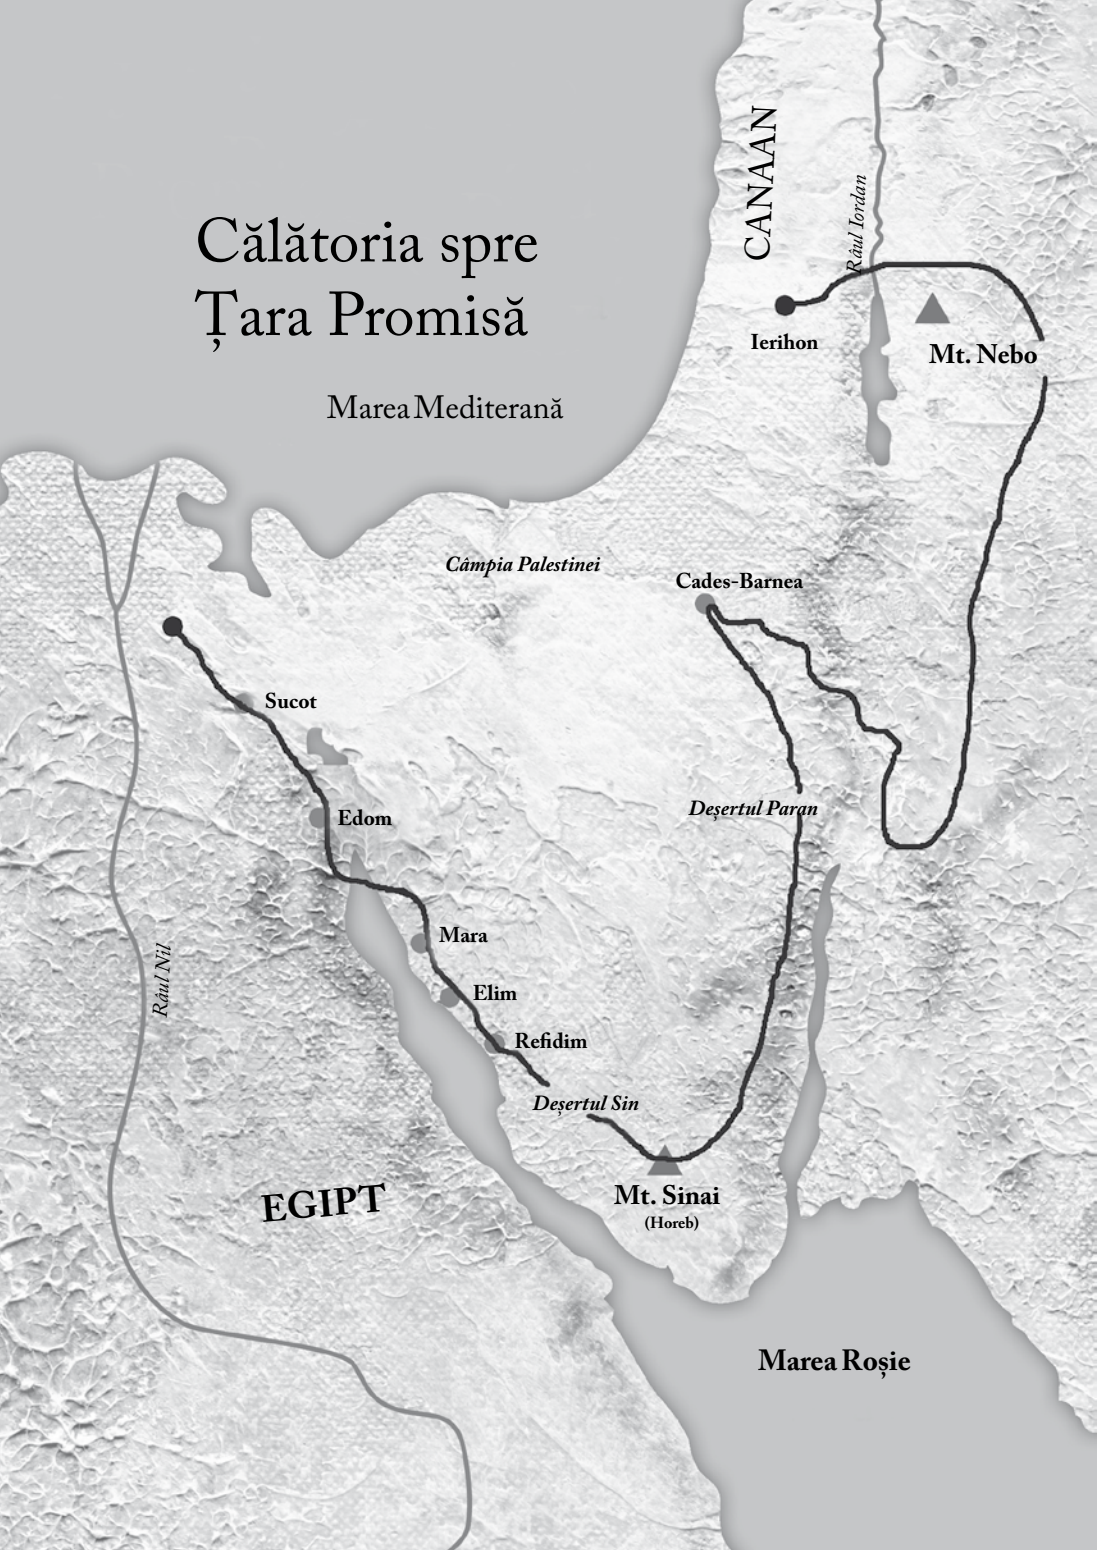 CANAAN
Râul Iordan
Călătoria spre
Țara Promisă
Ierihon
Mt. Nebo
Marea Mediterană
Câmpia Palestinei
Cades-Barnea
Sucot
Deșertul Paran
Edom
Mara
Râul Nil
Elim
Refidim
Deșertul Sin
EGIPT
Mt. Sinai
(Horeb)
Marea Roșie